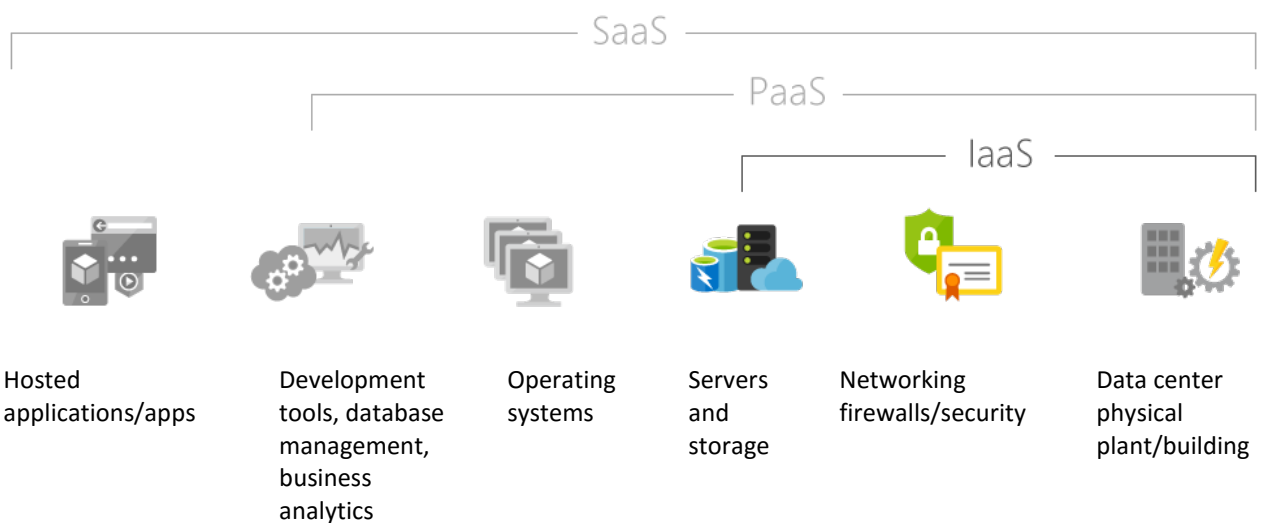 SaaS
PaaS
IaaS
Hosted
applications/apps
Development
tools, database
management,
business
analytics
Operating
systems
Servers
and
storage
Networking
firewalls/security
Data center
physical
plant/building